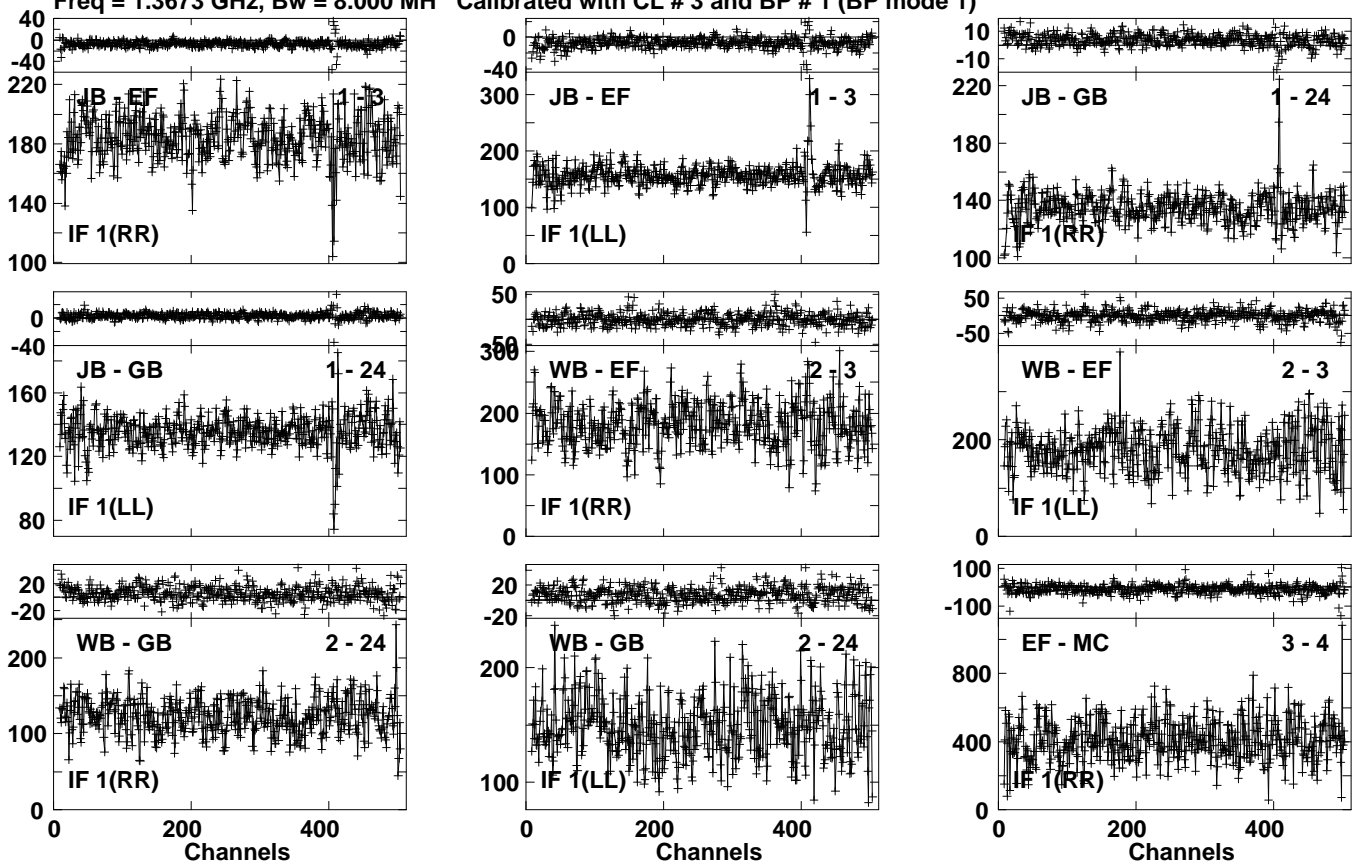 Freq = 1.3673 GHz, Bw = 8.000 MH Calibrated with CL # 3 and BP # 1 (BP mode 1)
40
0
-40
0
-40
10
-10
220
180
140
100
JB - EF 1 - 3
IF 1(RR)
300
200
100
0
JB - EF 1 - 3
IF 1(LL)
220
180
140
100
JB - GB 1 - 24
IF 1(RR)
0
-40
50
-50
50
-50
160
120
80
JB - GB 1 - 24
IF 1(LL)
300
200
100
0
WB - EF 2 - 3
IF 1(RR)
200
0
WB - EF 2 - 3
IF 1(LL)
20
-20
20
-20
100
-100
200
100
0
WB - GB 2 - 24
IF 1(RR)
200
100
WB - GB 2 - 24
IF 1(LL)
800
400
0
EF - MC 3 - 4
IF 1(RR)
0 200 400
Channels
0 200 400
Channels
0 200 400
Channels